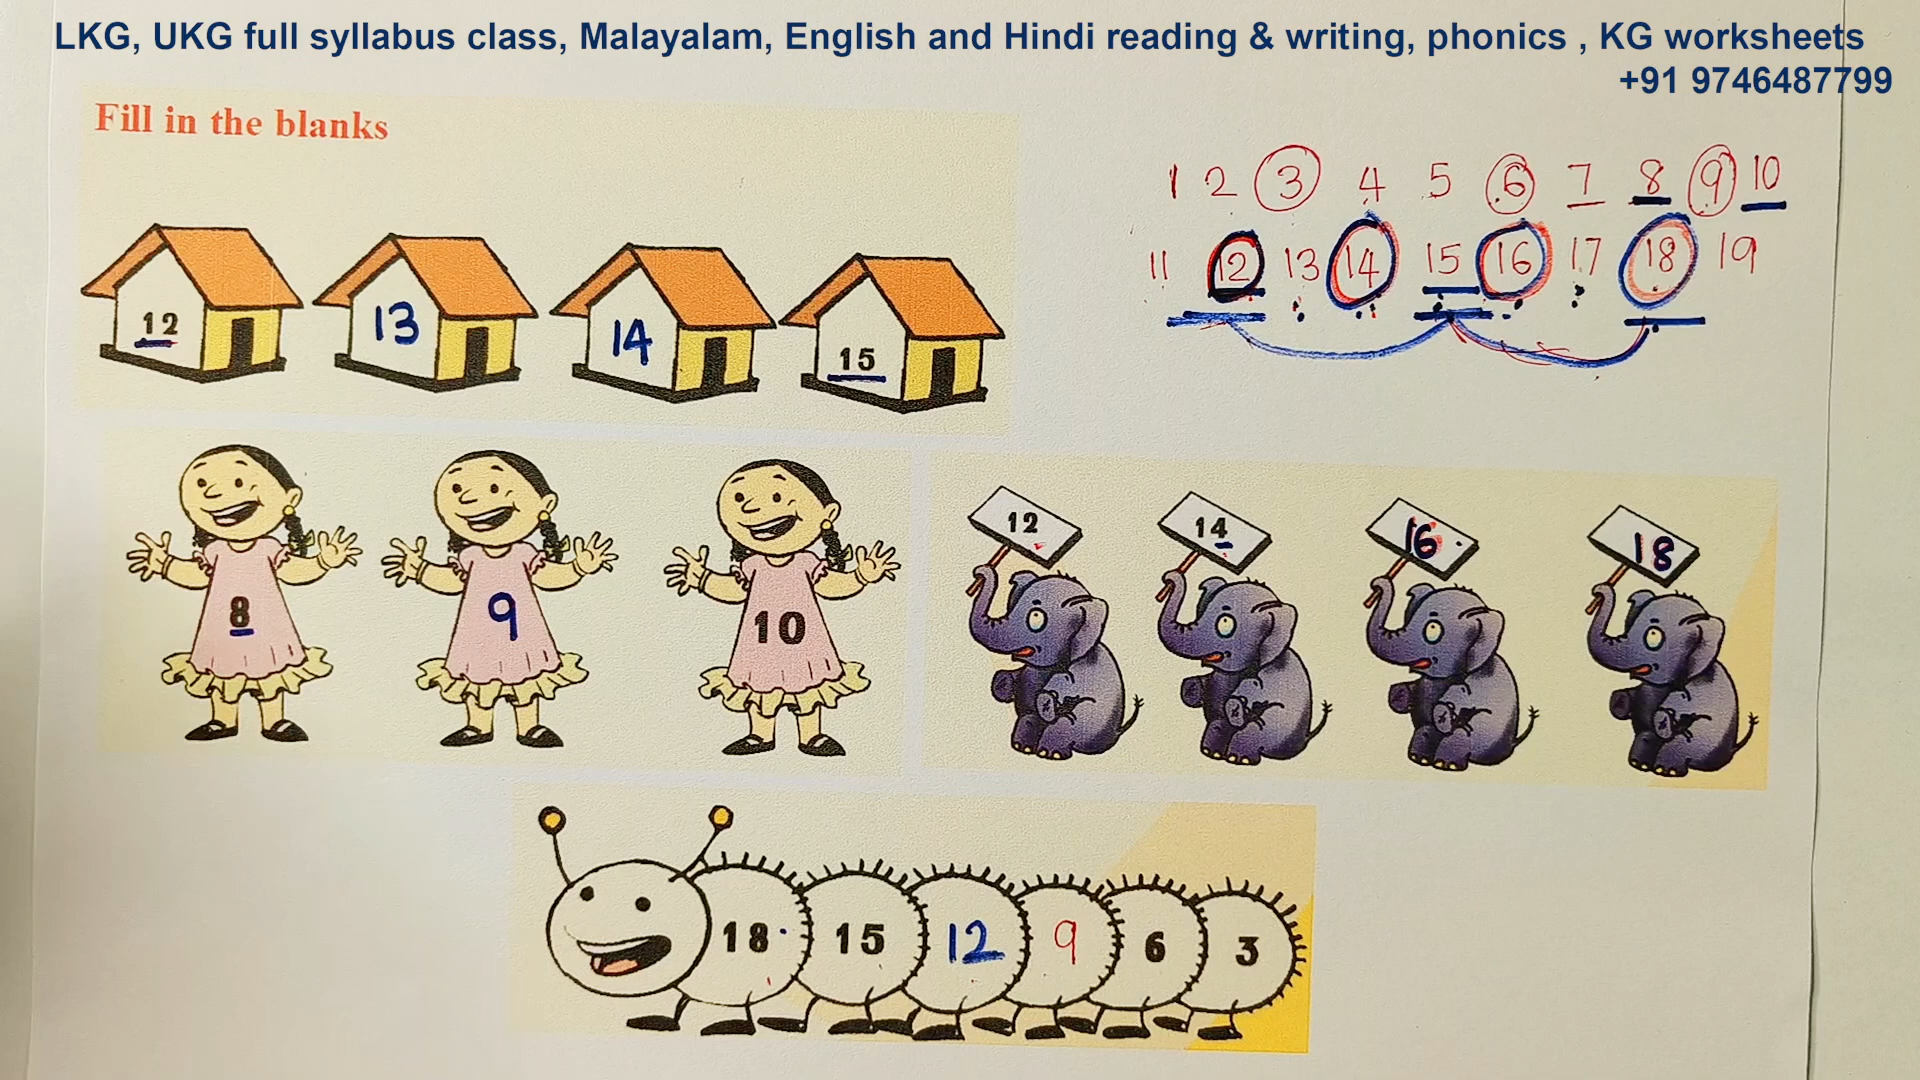 LKG, UKG full syllabus class, Malayalam, English and Hindi reading & writing, phonics , KG worksheets
+91 9746487799
Fill in the blanks
1 2 3 4 5 6 7 8 9 10
11 12 13 14 15 16 17 18 19
12 13 14 15
8 9 10
12 14 16 18
18 15 12 9 6 3